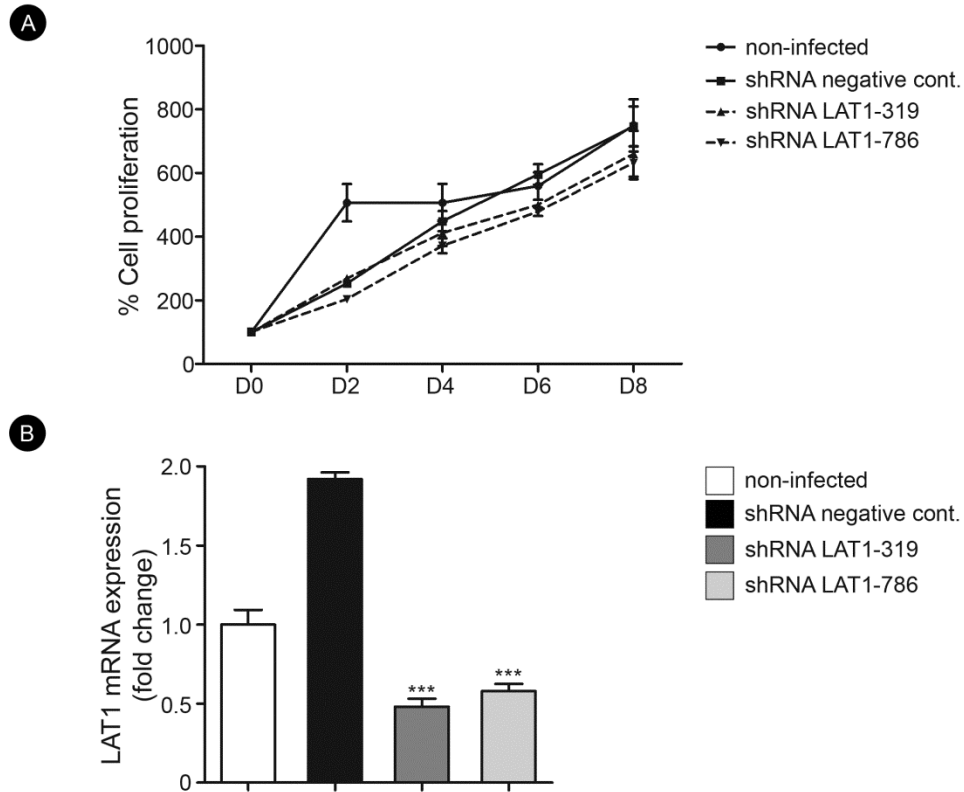 A
1000
800
600
400
200
0
% Cell proliferation
D0 D2 D4 D6 D8
non-infected
shRNA negative cont.
shRNA LAT1-319
shRNA LAT1-786
B
2.0
1.5
1.0
0.5
0
LAT1 mRNA expression
(fold change)
*** ***
non-infected
shRNA negative cont.
shRNA LAT1-319
shRNA LAT1-786